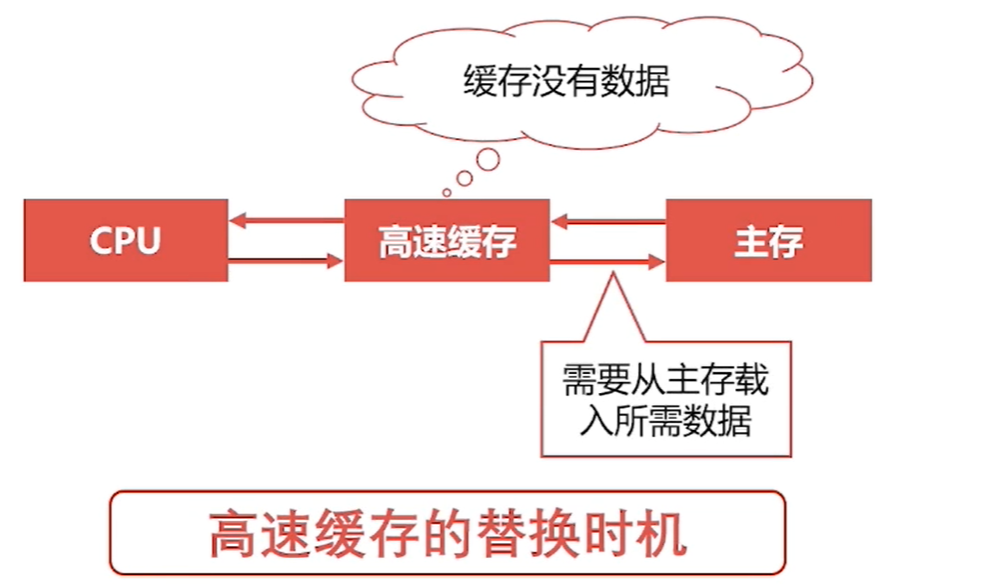 缓存没有数据
CPU
高速缓存
主存
需要从主存载
入所需数据
高速缓存的替换时机